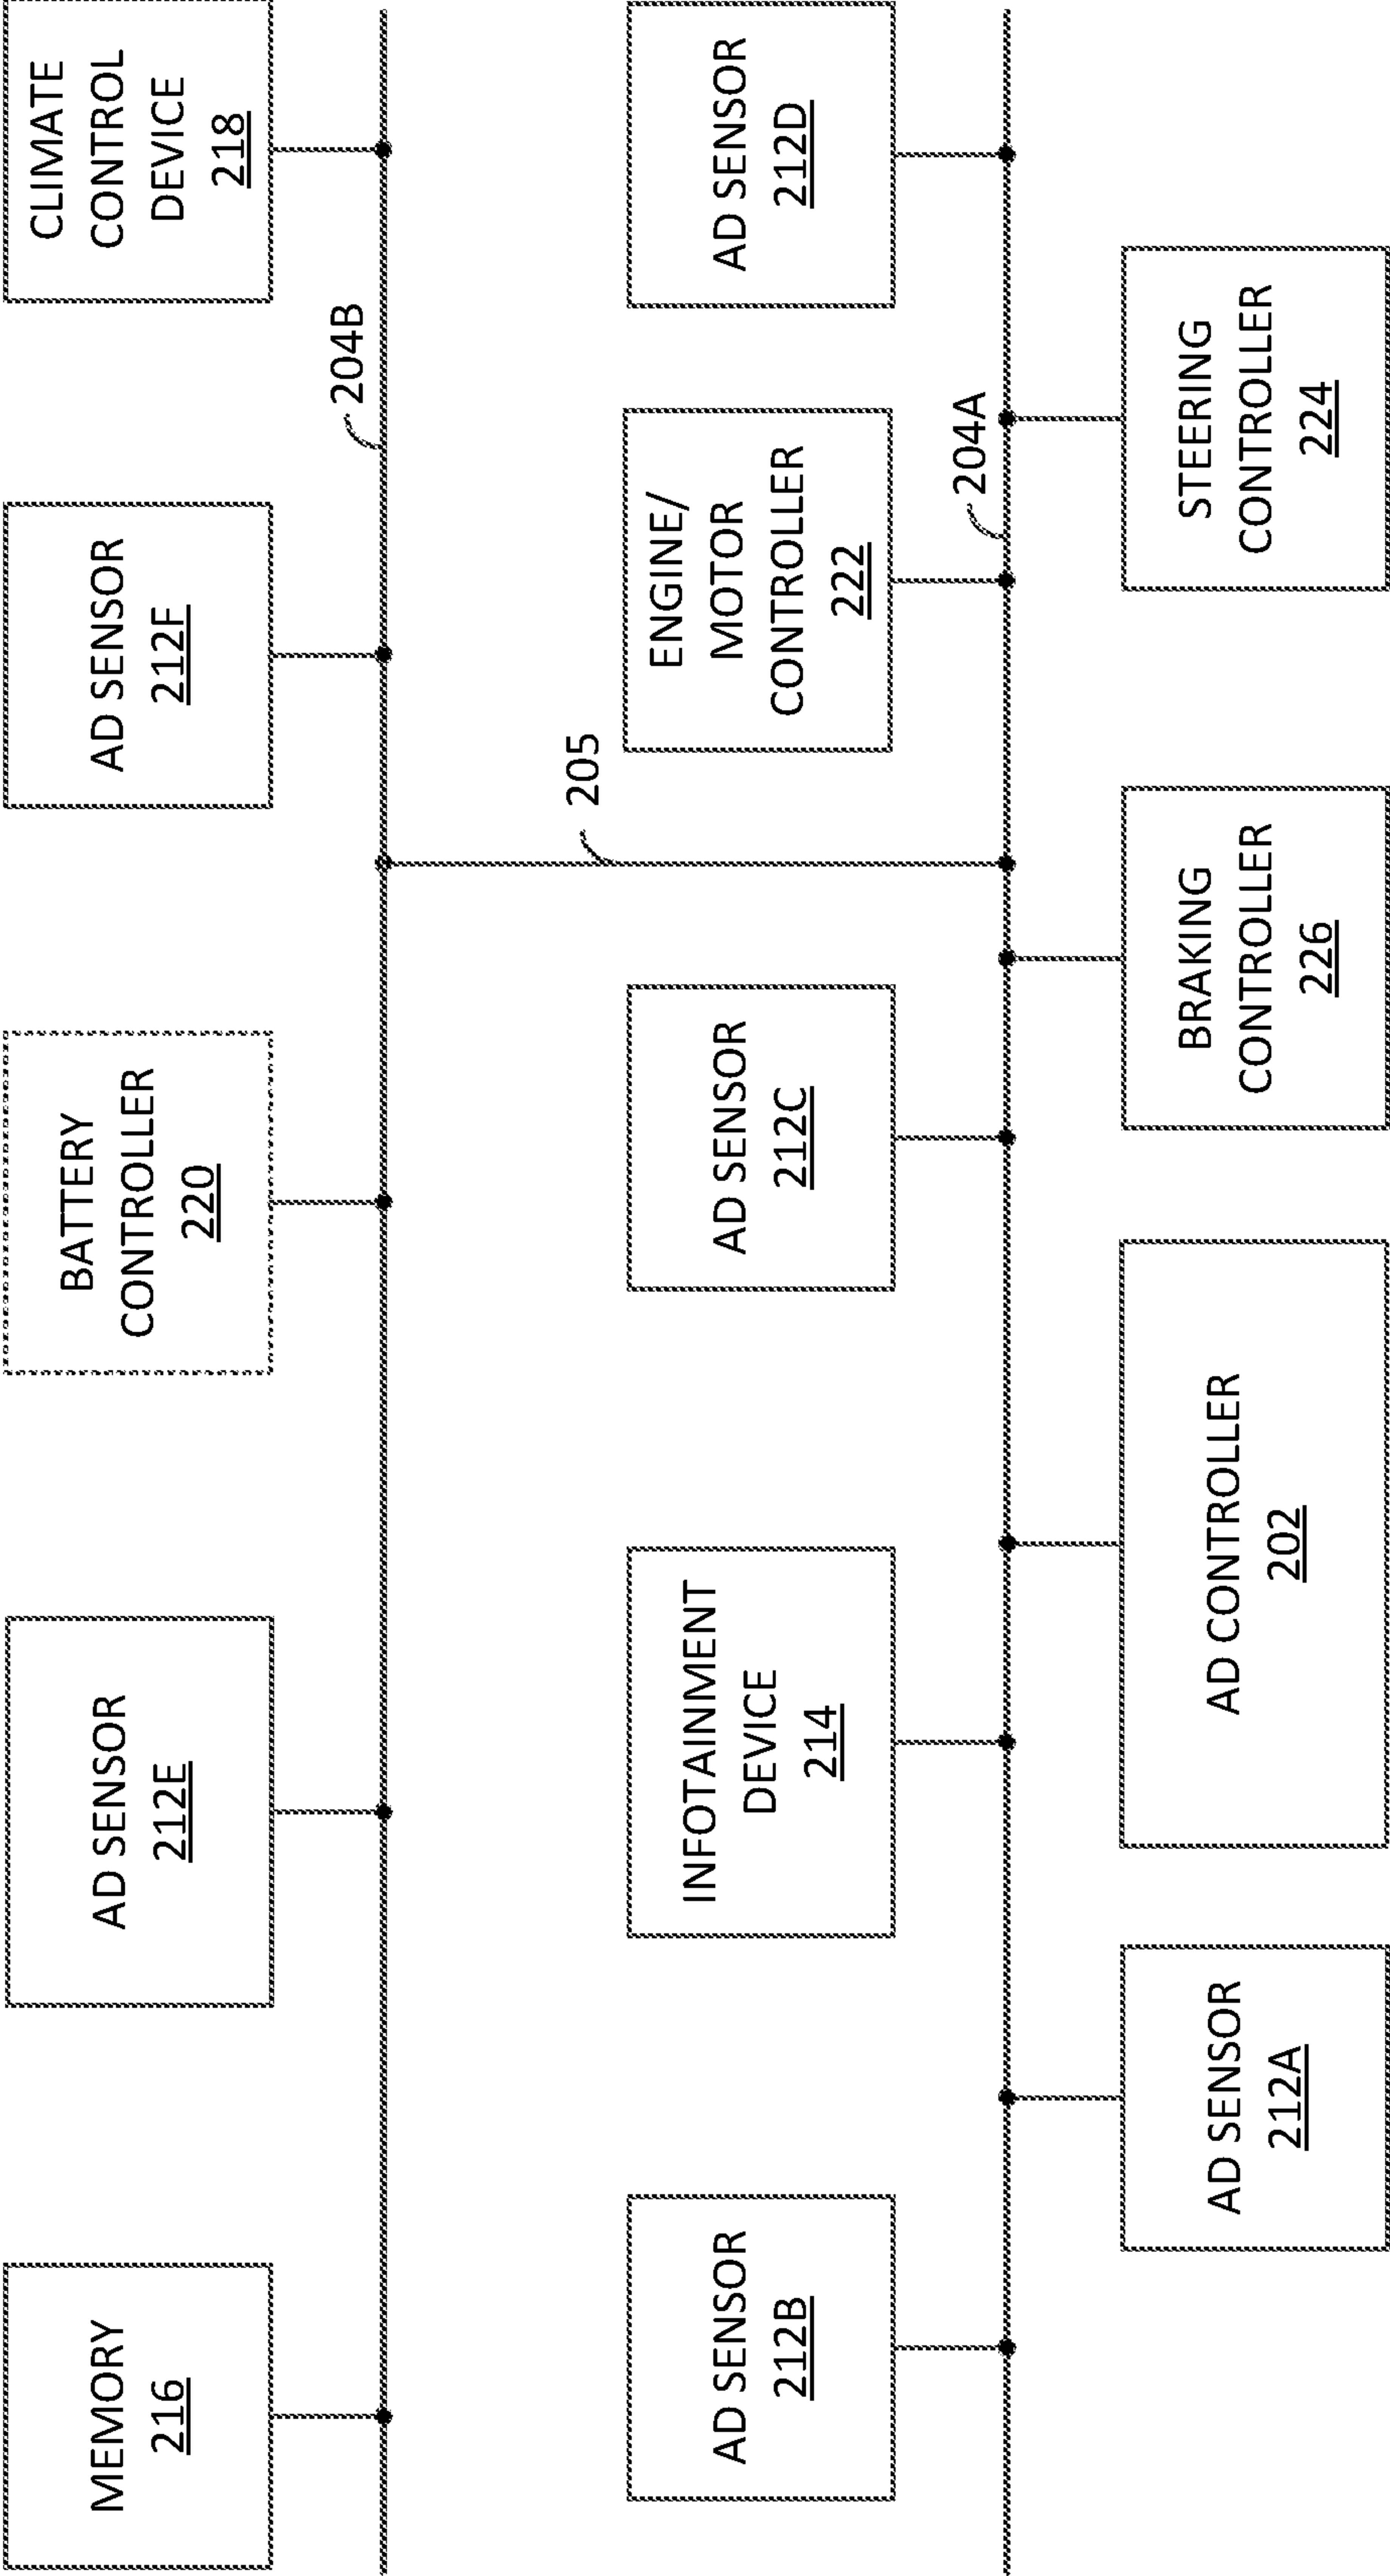 MEMORY
216
AD SENSOR
212E
BATTERY
CONTROLLER
220
AD SENSOR
212F
CLIMATE
CONTROL
DEVICE
218
204B
205
AD SENSOR
212B
INFOTAINMENT
DEVICE
214
AD SENSOR
212C
ENGINE/
MOTOR
CONTROLLER
222
AD SENSOR
212D
204A
AD SENSOR
212A
AD CONTROLLER
202
BRAKING
CONTROLLER
226
STEERING
CONTROLLER
224